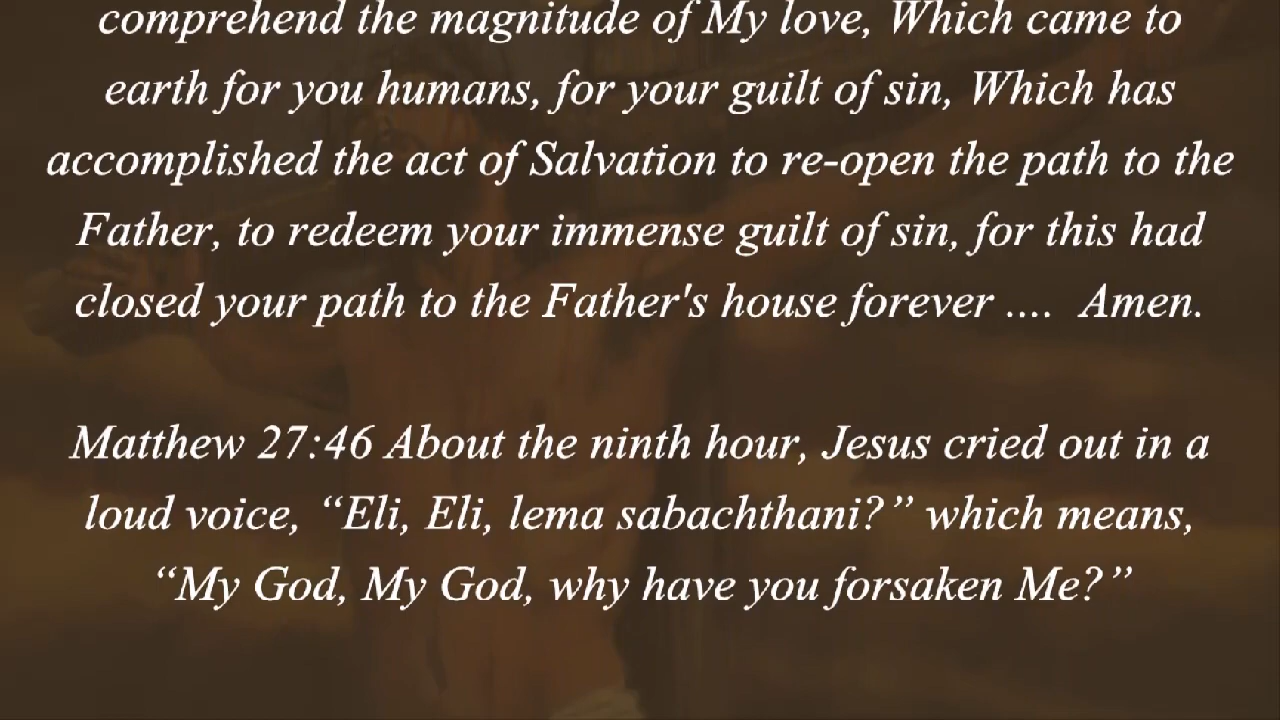 comprehend the magnitude of My love, Which came to
earth for you humans, for your guilt of sin, Which has
accomplished the act of Salvation to re-open the path to the
Father, to redeem your immense guilt of sin, for this had
closed your path to the Father's house forever ....  Amen.
Matthew 27:46 About the ninth hour, Jesus cried out in a
loud voice, “Eli, Eli, lema sabachthani?” which means,
“My God, My God, why have you forsaken Me?”